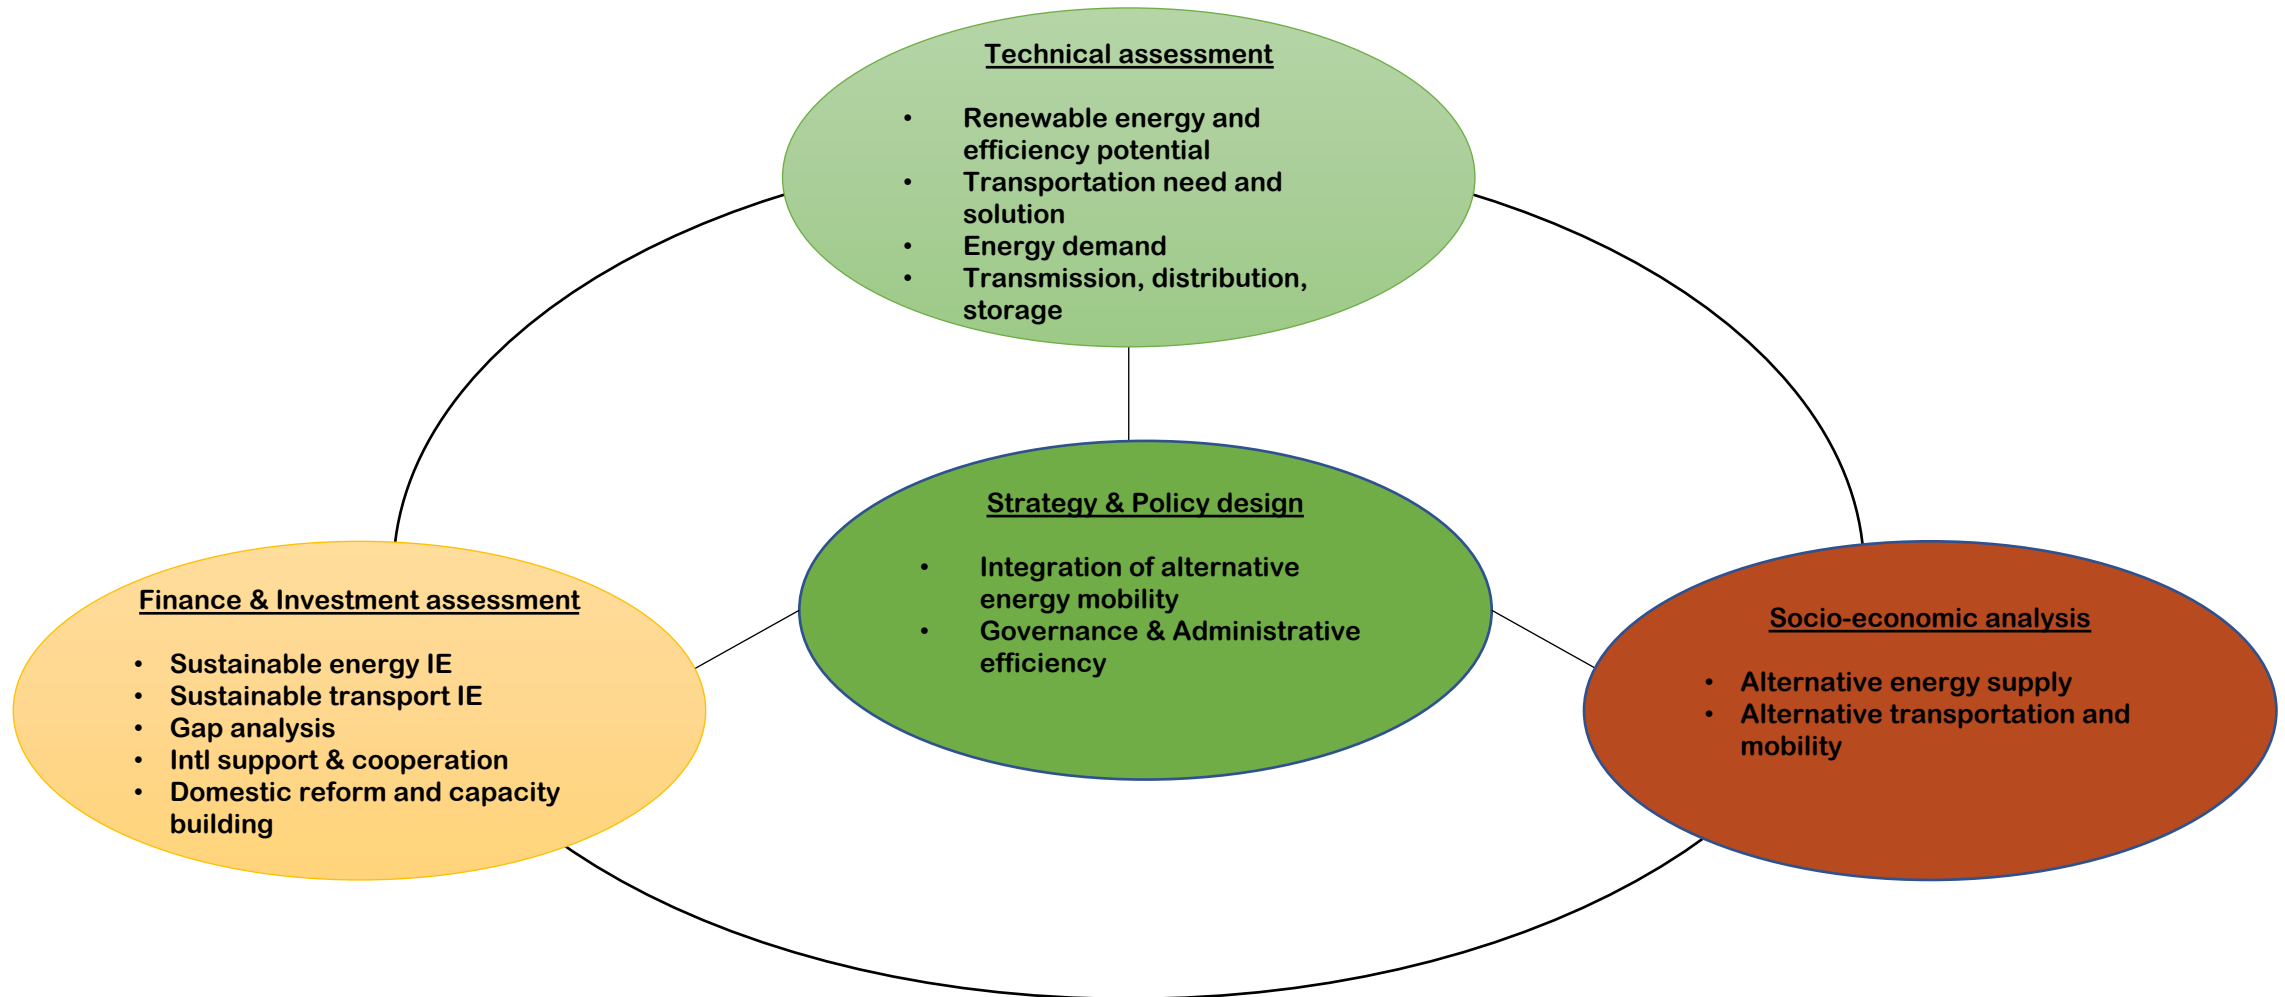 Technical assessment
• Renewable energy and
efficiency potential
• Transportation need and
solution
• Energy demand
• Transmission, distribution,
storage
Strategy & Policy design
• Integration of alternative
energy mobility
• Governance & Administrative
efficiency
Finance & Investment assessment
• Sustainable energy IE
• Sustainable transport IE
• Gap analysis
• Intl support & cooperation
• Domestic reform and capacity
building
Socio-economic analysis
• Alternative energy supply
• Alternative transportation and
mobility